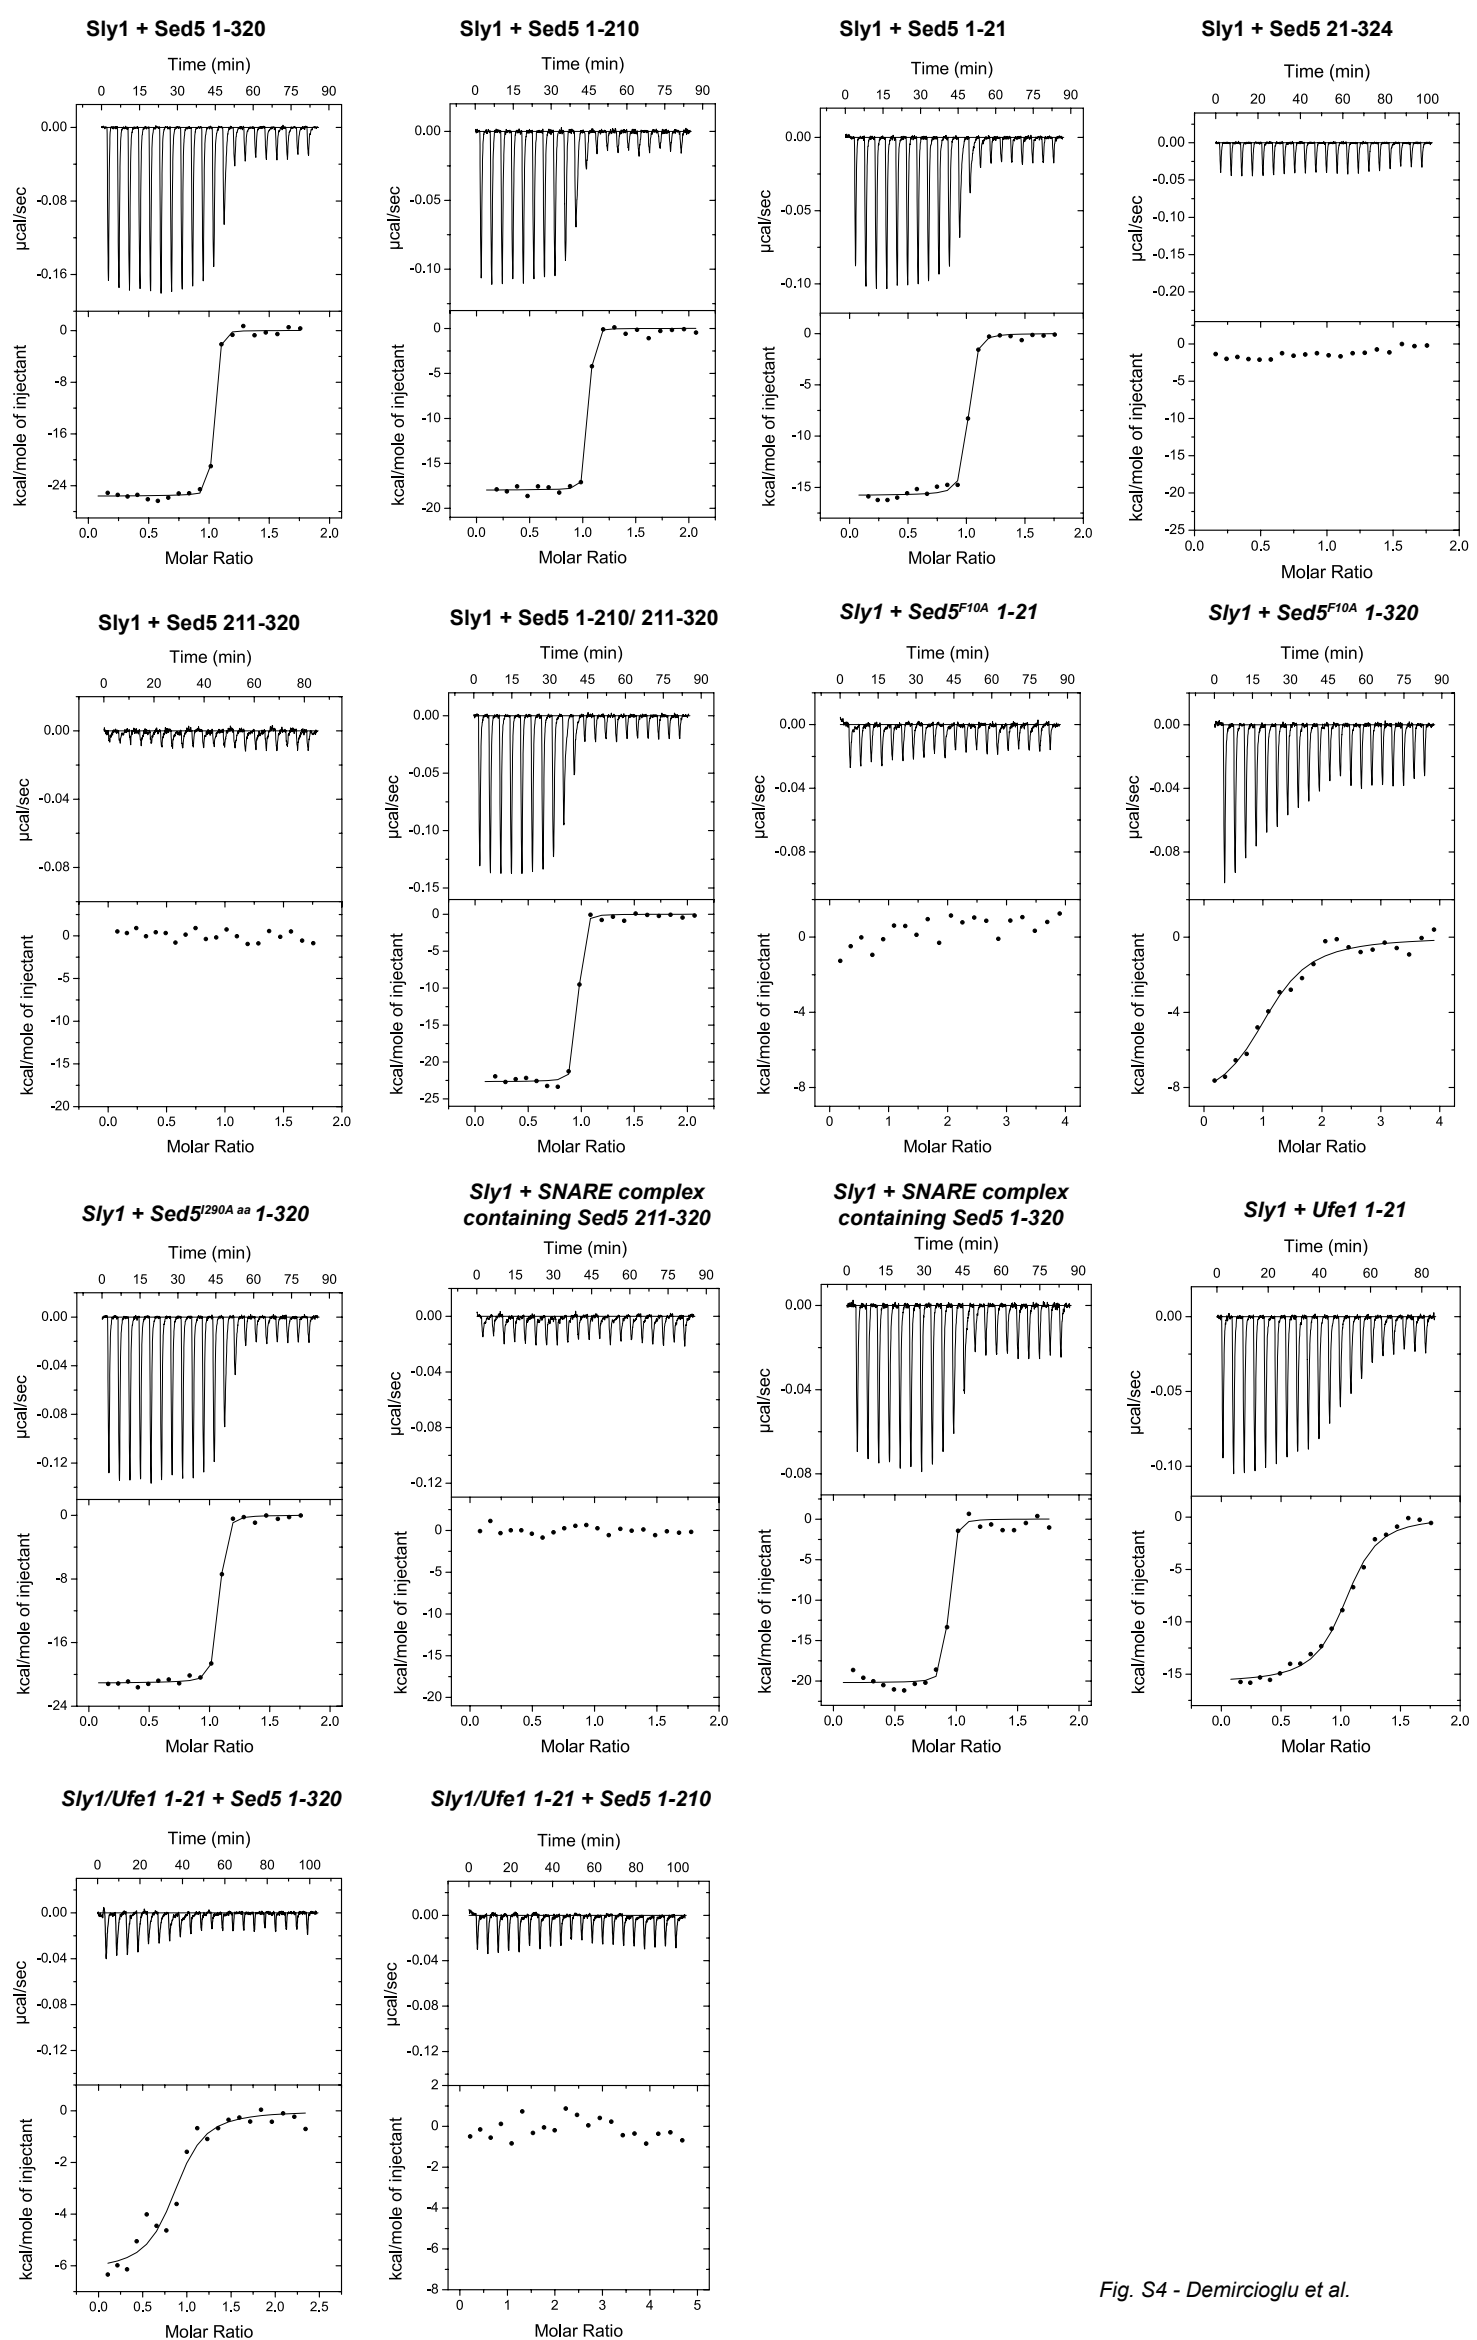 Sly1 + Sed5 1-320
Time (min)
0 15 30 45 60 75 90
0.00
-0.08
-0.16
µcal/sec
0
-8
-16
-24
kcal/mole of injectant
0.0 0.5 1.0 1.5 2.0
Molar Ratio
Sly1 + Sed5 1-210
Time (min)
0 15 30 45 60 75 90
0.00
-0.05
-0.10
µcal/sec
0
-5
-10
-15
-20
kcal/mole of injectant
0.0 0.5 1.0 1.5 2.0
Molar Ratio
Sly1 + Sed5 1-21
Time (min)
0 15 30 45 60 75 90
0.00
-0.05
-0.10
µcal/sec
0
-5
-10
-15
kcal/mole of injectant
0.0 0.5 1.0 1.5 2.0
Molar Ratio
Sly1 + Sed5 21-324
Time (min)
0 20 40 60 80 100
0.00
-0.05
-0.10
-0.15
-0.20
µcal/sec
0
-5
-10
-15
-20
-25
kcal/mole of injectant
0.0 0.5 1.0 1.5 2.0
Molar Ratio
Sly1 + Sed5 211-320
Time (min)
0 20 40 60 80
0.00
-0.04
-0.08
µcal/sec
0
-5
-10
-15
-20
kcal/mole of injectant
0.0 0.5 1.0 1.5 2.0
Molar Ratio
Sly1 + Sed5 1-210/ 211-320
Time (min)
0 15 30 45 60 75 90
0.00
-0.05
-0.10
-0.15
µcal/sec
0
-5
-10
-15
-20
-25
kcal/mole of injectant
0.0 0.5 1.0 1.5 2.0
Molar Ratio
Sly1 + Sed5F10A 1-21
Time (min)
0 15 30 45 60 75 90
0.00
-0.04
-0.08
µcal/sec
0
-4
-8
kcal/mole of injectant
0 1 2 3 4
Molar Ratio
Sly1 + Sed5F10A 1-320
Time (min)
0 15 30 45 60 75 90
0.00
-0.04
-0.08
µcal/sec
0
-4
-8
kcal/mole of injectant
0 1 2 3 4
Molar Ratio
Sly1 + Sed5I290A aa 1-320
Time (min)
0 15 30 45 60 75 90
0.00
-0.04
-0.08
-0.12
µcal/sec
0
-8
-16
-24
kcal/mole of injectant
0.0 0.5 1.0 1.5 2.0
Molar Ratio
Sly1 + SNARE complex
containing Sed5 211-320
Time (min)
0 15 30 45 60 75 90
0.00
-0.04
-0.08
-0.12
µcal/sec
0
-5
-10
-15
-20
kcal/mole of injectant
0.0 0.5 1.0 1.5 2.0
Molar Ratio
Sly1 + SNARE complex
containing Sed5 1-320
Time (min)
0 15 30 45 60 75 90
0.00
-0.04
-0.08
µcal/sec
0
-5
-10
-15
-20
kcal/mole of injectant
0.0 0.5 1.0 1.5 2.0
Molar Ratio
Sly1 + Ufe1 1-21
Time (min)
0 20 40 60 80
0.00
-0.05
-0.10
µcal/sec
0
-5
-10
-15
kcal/mole of injectant
0.0 0.5 1.0 1.5 2.0
Molar Ratio
Sly1/Ufe1 1-21 + Sed5 1-320
Time (min)
0 20 40 60 80 100
0.00
-0.04
-0.08
-0.12
µcal/sec
0
-2
-4
-6
kcal/mole of injectant
0.0 0.5 1.0 1.5 2.0 2.5
Molar Ratio
Sly1/Ufe1 1-21 + Sed5 1-210
Time (min)
0 20 40 60 80 100
0.00
-0.04
-0.08
-0.12
µcal/sec
2
0
-2
-4
-6
-8
kcal/mole of injectant
0 1 2 3 4 5
Molar Ratio
Fig. S4 - Demircioglu et al.